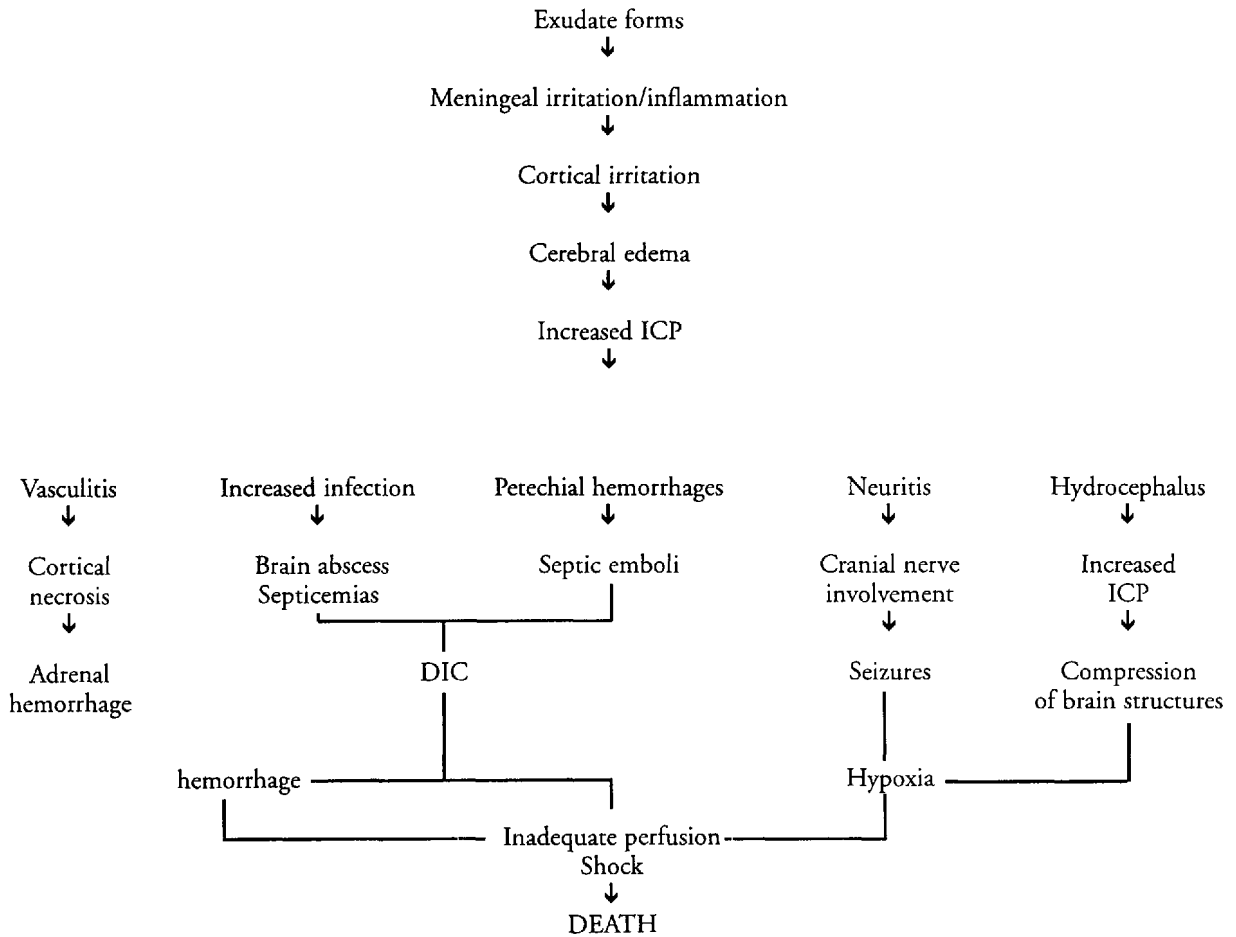 Exudate forms
Meningeal irritation/inflammation
Cortical irritation
Cerebral edema
Increased ICP
Vasculitis
Increased infection
Petechial hemorrhages
Neuritis
Hydrocephalus
Cortical
necrosis
Brain abscess
Septicemias
Septic emboli
Cranial nerve
involvement
Increased
ICP
Adrenal
hemorrhage
DIC
Seizures
Compression
of brain structures
hemorrhage
Hypoxia
Inadequate perfusion
Shock
DEATH